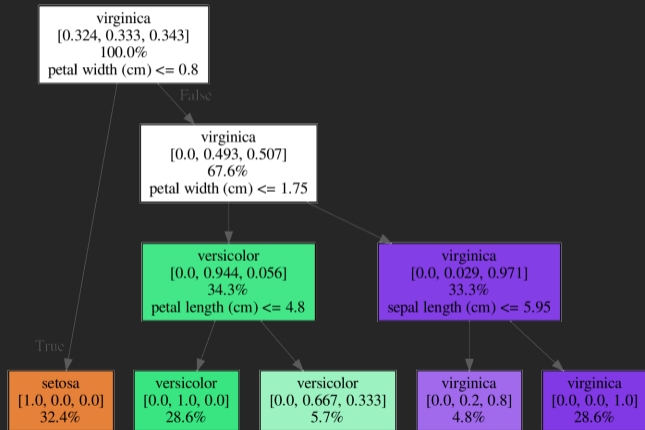 virginica
[0.324, 0.333, 0.343]
100.0%
petal width (cm) <= 0.8
False
virginica
[0.0, 0.493, 0.507]
67.6%
petal width (cm) <= 1.75
versicolor
[0.0, 0.944, 0.056]
34.3%
petal length (cm) <= 4.8
virginica
[0.0, 0.029, 0.971]
33.3%
sepal length (cm) <= 5.95
True
setosa
[1.0, 0.0, 0.0]
32.4%
versicolor
[0.0, 1.0, 0.0]
28.6%
versicolor
[0.0, 0.667, 0.333]
5.7%
virginica
[0.0, 0.2, 0.8]
4.8%
virginica
[0.0, 0.0, 1.0]
28.6%